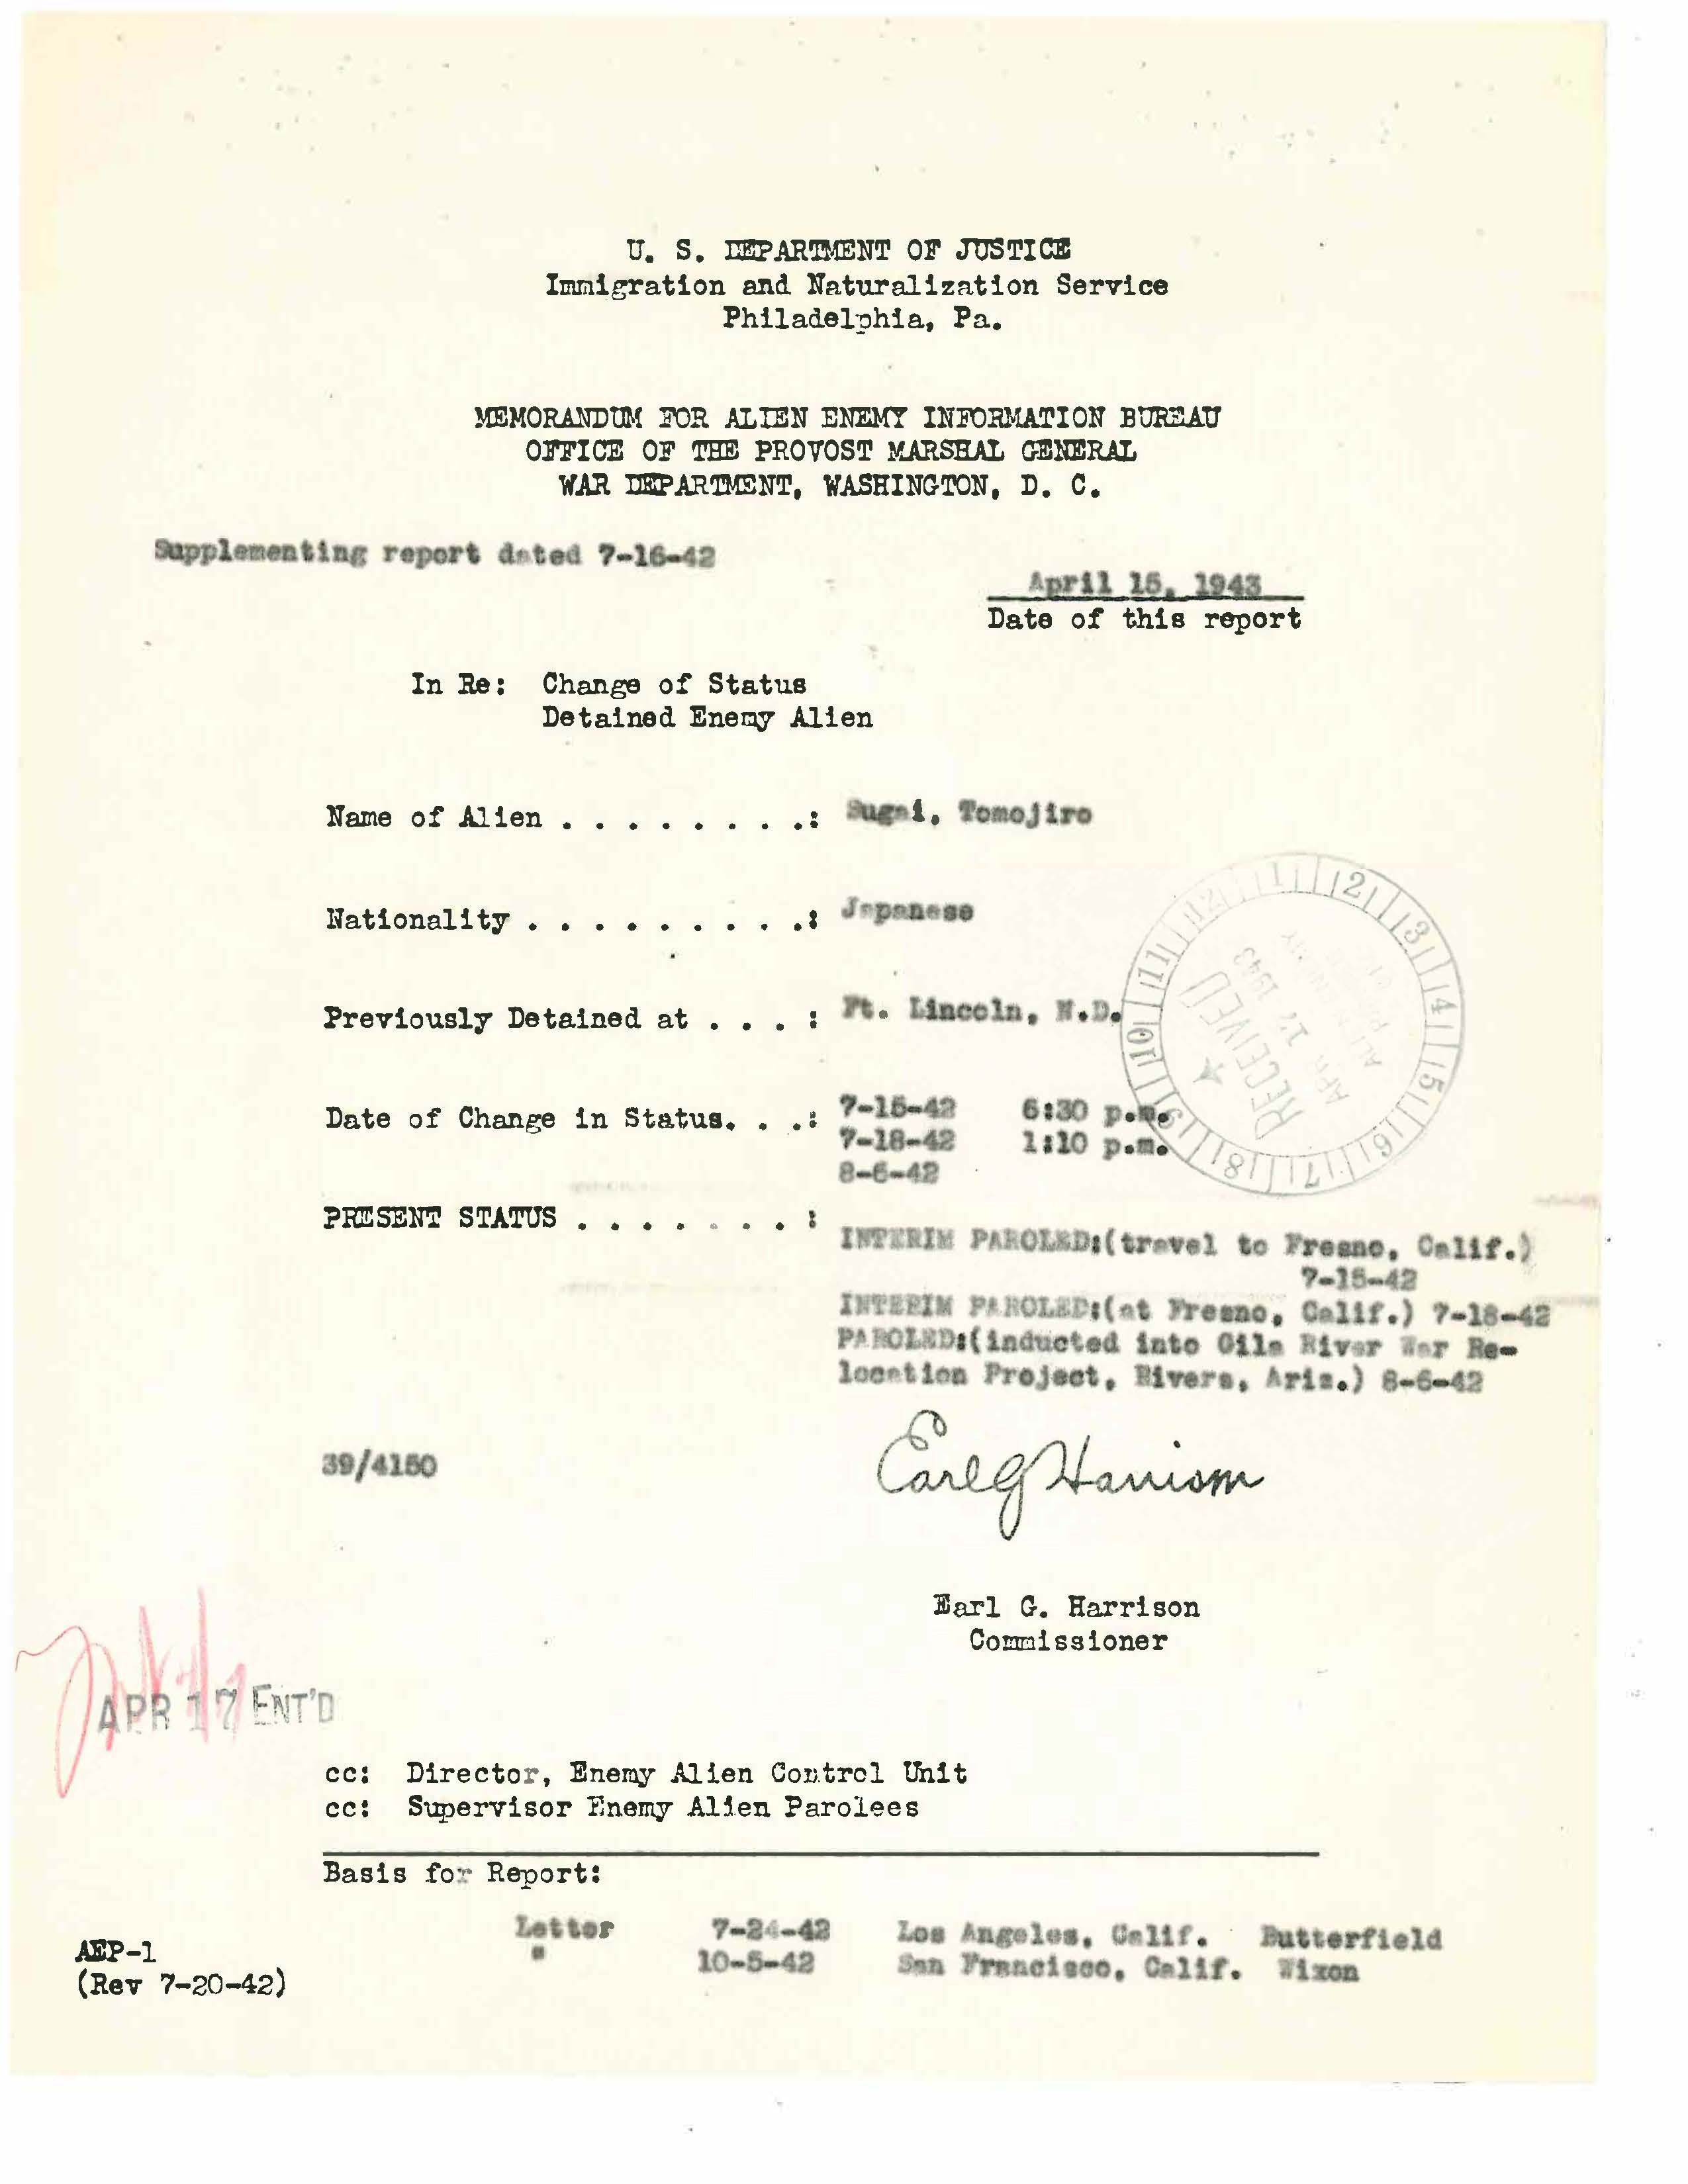 U. S. DEPARTMENT OF JUSTICE
Immigration and Naturalization Service
Philadelphia, Pa.
MEMORANDUM FOR ALIEN ENEMY INFORMATION BUREAU
OFFICE OF THE PROVOST MARSHAL GENERAL
WAR DEPARTMENT, WASHINGTON, D. C.
Supplementing report dated 7-16-42
April 15, 1943
Date of this report
In Re: Change of Status
Detained Enemy Alien
Name of Alien . . . . . . . .: Sugai, Tomojiro
Nationality . . . . . . . . .: Japanese
Previously Detained at . . . : Ft. Lincoln, N.D.
Date of Change in Status. . .: 7-15-42 6:30 p.m.
7-18-42 1:10 p.m.
8-6-42
1 2 3 4 5 6 7 8 9 10 11 12
RECEIVED
APR 17 1943
PRESENT STATUS . . . . . . . :
INTERIM PAROLED:(travel to Fresno, Calif.)
7-15-42
INTERIM PAROLED:(at Fresno, Calif.) 7-18-42
PAROLED:(inducted into Gila River War Re-
location Project, Rivers, Ariz.) 8-6-42
39/4150
Earl G Harrison
Earl G. Harrison
Commissioner
APR 17 ENT'D
cc: Director, Enemy Alien Control Unit
cc: Supervisor Enemy Alien Parolees
Basis for Report:
Letter 7-24-42 Los Angeles, Calif. Butterfield
" 10-5-42 San Francisco, Calif. Wixon
AEP-1
(Rev 7-20-42)